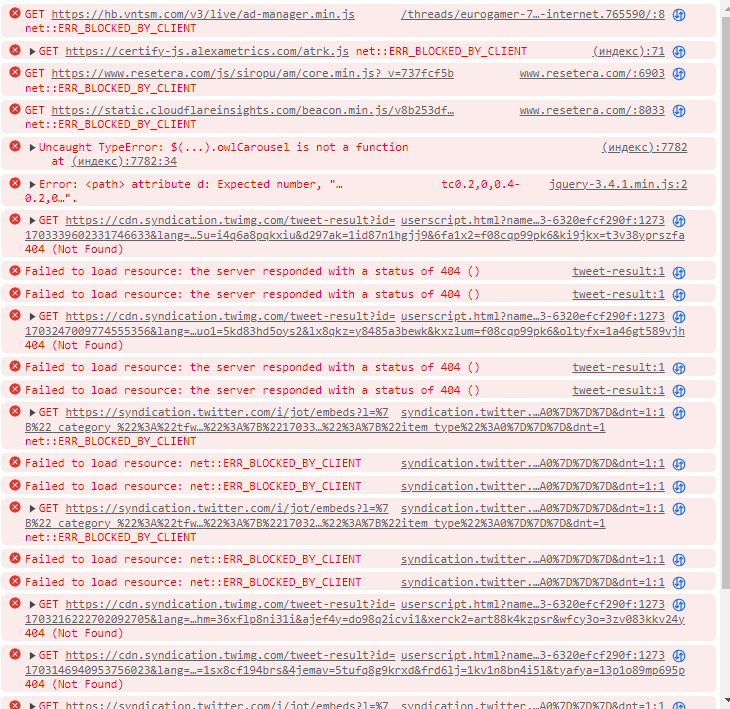 GET https://hb.vntsm.com/v3/live/ad-manager.min.js /threads/eurogamer-7…-internet.765590/:8
net::ERR_BLOCKED_BY_CLIENT
GET https://certify-js.alexametrics.com/atrk.js net::ERR_BLOCKED_BY_CLIENT (индекс):71
GET https://www.resetera.com/js/siropu/am/core.min.js?_v=737fcf5b www.resetera.com/:6903
net::ERR_BLOCKED_BY_CLIENT
GET https://static.cloudflareinsights.com/beacon.min.js/v8b253df… www.resetera.com/:8033
net::ERR_BLOCKED_BY_CLIENT
Uncaught TypeError: $(...).owlCarousel is not a function (индекс):7782
at (индекс):7782:34
Error: <path> attribute d: Expected number, "… tc0.2,0,0.4- jquery-3.4.1.min.js:2
0.2,0…".
GET https://cdn.syndication.twimg.com/tweet-result?id= userscript.html?name…3-6320efcf290f:1273
1703339602331746633&lang=…5u=i4q6a8pqkxiu&d297ak=1id87n1hgjj9&6fa1x2=f08cqp99pk6&ki9jkx=t3v38yprszfa
404 (Not Found)
Failed to load resource: the server responded with a status of 404 () tweet-result:1
Failed to load resource: the server responded with a status of 404 () tweet-result:1
GET https://cdn.syndication.twimg.com/tweet-result?id= userscript.html?name…3-6320efcf290f:1273
1703247009774555356&lang=…uo1=5kd83hd5oys2&lx8qkz=y8485a3bewk&kxzlum=f08cqp99pk6&oltyfx=1a46gt589vjh
404 (Not Found)
Failed to load resource: the server responded with a status of 404 () tweet-result:1
Failed to load resource: the server responded with a status of 404 () tweet-result:1
GET https://syndication.twitter.com/i/jot/embeds?l=%7 syndication.twitter.…A0%7D%7D%7D&dnt=1:1
B%22_category_%22%3A%22tfw…%22%3A%7B%2217033…%2C%3A%7B%22item_type%22%3A0%7D%7D%7D&dnt=1
net::ERR_BLOCKED_BY_CLIENT
Failed to load resource: net::ERR_BLOCKED_BY_CLIENT syndication.twitter.…A0%7D%7D%7D&dnt=1:1
Failed to load resource: net::ERR_BLOCKED_BY_CLIENT syndication.twitter.…A0%7D%7D%7D&dnt=1:1
GET https://syndication.twitter.com/i/jot/embeds?l=%7 syndication.twitter.…A0%7D%7D%7D&dnt=1:1
B%22_category_%22%3A%22tfw…%22%3A%7B%2217032…%22%3A%7B%22item_type%22%3A0%7D%7D%7D&dnt=1
net::ERR_BLOCKED_BY_CLIENT
Failed to load resource: net::ERR_BLOCKED_BY_CLIENT syndication.twitter.…A0%7D%7D%7D&dnt=1:1
Failed to load resource: net::ERR_BLOCKED_BY_CLIENT syndication.twitter.…A0%7D%7D%7D&dnt=1:1
GET https://cdn.syndication.twimg.com/tweet-result?id= userscript.html?name…3-6320efcf290f:1273
1703216222702092705&lang=…hm=36xflp8ni31i&ajef4y=do98q2icvi1&xerck2=art88k4kzpsr&wfcy3o=3zv083kkv24y
404 (Not Found)
GET https://cdn.syndication.twimg.com/tweet-result?id= userscript.html?name…3-6320efcf290f:1273
1703146940953756023&lang=…=1sx8cf194brs&4jemav=5tufq8g9krxd&frd6lj=1kv1n8bn4i5l&tyafya=13p1o89mp695p
404 (Not Found)
GET https://syndication.twitter.com/i/jot/embeds?l=%7 syndication.twitter.…A0%7D%7D%7D&dnt=1:1